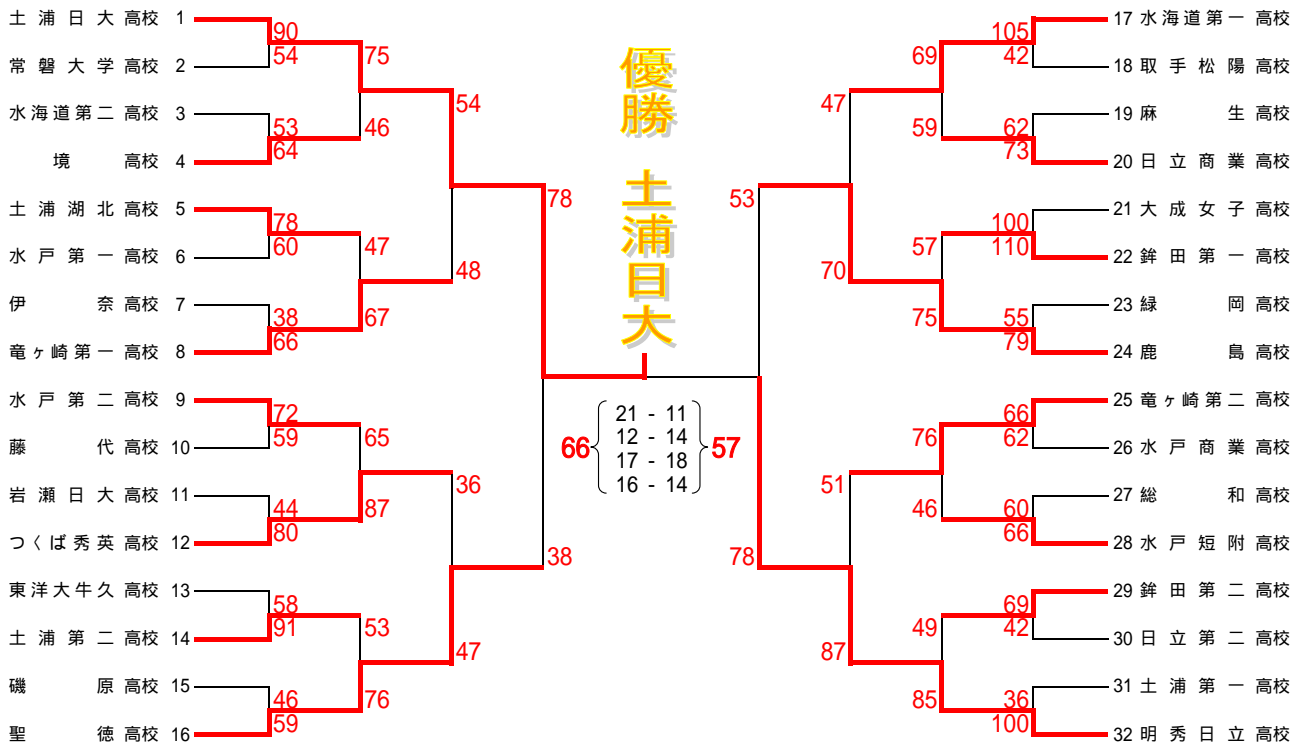 土浦日大高校 1
90
54
常磐大学高校 2
75
水海道第二高校 3
53
64
境 高校 4
46
54
土浦湖北高校 5
78
60
水戸第一高校 6
47
伊奈高校 7
38
66
竜ヶ崎第一高校 8
67
48
78
水戸第二高校 9
72
59
藤代高校 10
65
岩瀬日大高校 11
44
80
つくば秀英高校 12
87
36
東洋大牛久高校 13
58
91
土浦第二高校 14
53
磯原高校 15
46
59
聖徳高校 16
76
47
38
優勝 土浦日大
66
21 - 11
12 - 14
17 - 18
16 - 14
57
17 水海道第一高校
105
42
18 取手松陽高校
69
19 麻生高校
62
73
20 日立商業高校
59
47
21 大成女子高校
100
110
22 鉾田第一高校
57
23 緑岡高校
55
79
24 鹿島高校
75
70
53
25 竜ヶ崎第二高校
66
62
26 水戸商業高校
76
27 総和高校
60
66
28 水戸短附高校
46
51
29 鉾田第二高校
69
42
30 日立第二高校
49
31 土浦第一高校
36
100
32 明秀日立高校
85
87
78